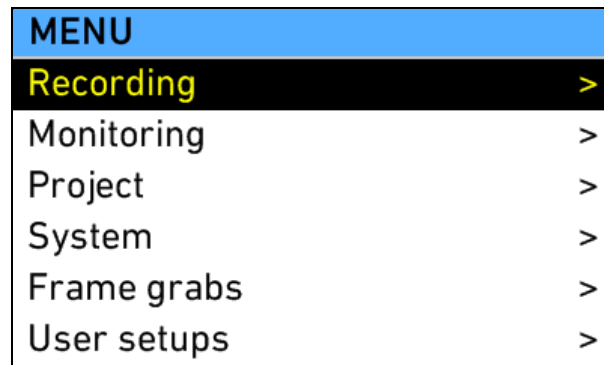 MENU
Recording >
Monitoring >
Project >
System >
Frame grabs >
User setups >